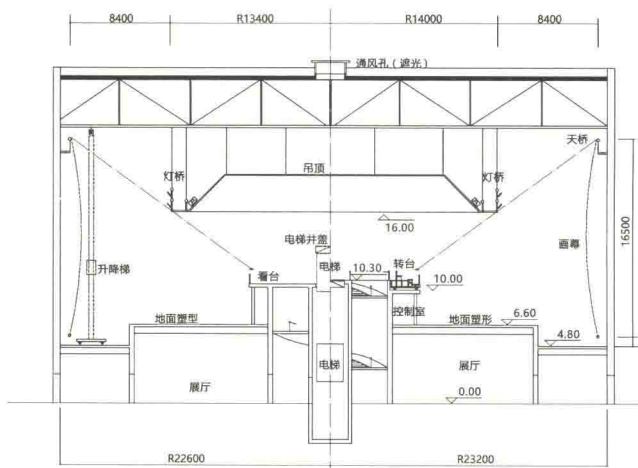 8400
R13400
R14000
8400
通风孔（遮光）
天桥
灯桥
吊顶
灯桥
16.00
画幕
16500
电梯井盖
升降梯
看台
电梯
10.30
转台
10.00
控制室
地面塑型
地面塑形
6.60
4.80
展厅
电梯
展厅
0.00
R22600
R23200